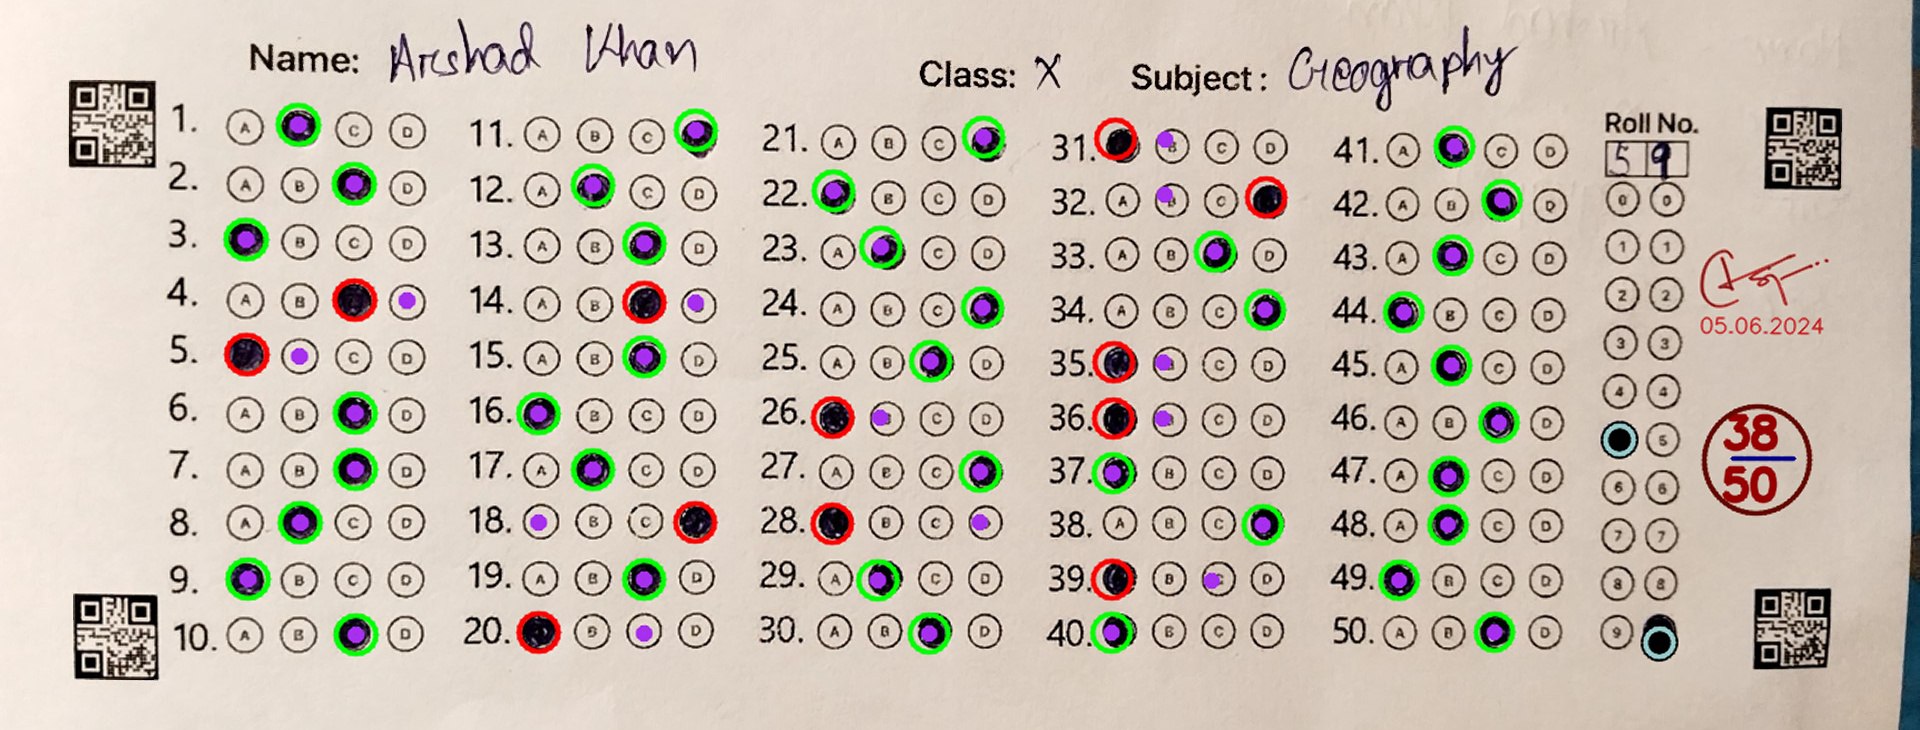 Name: Arshad Khan
Class: X Subject: Geography
1. A C D 11. A B C 21. A B C 31. B C D 41. A C D
2. A B D 12. A C D 22. B C D 32. A B C 42. A B D
3. B C D 13. A B D 23. A C D 33. A B D 43. A C D
4. A B 14. A B 24. A B C 34. A B C 44. B C D
5. C D 15. A B D 25. A B D 35. B C D 45. A C D
6. A B D 16. B C D 26. B C D 36. B C D 46. A B D
7. A B D 17. A C D 27. A B C 37. B C D 47. A C D
8. A C D 18. B C 28. B C 38. A B C 48. A C D
9. B C D 19. A B D 29. A C D 39. B C D 49. B C D
10. A B D 20. B D 30. A B D 40. B C D 50. A B D
Roll No.
5 9
0 0
1 1
2 2
3 3
4 4
5
6 6
7 7
8 8
9
05.06.2024
38
50